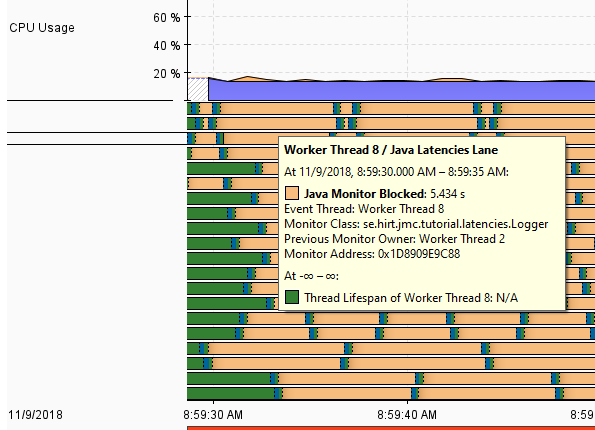 60 %
CPU Usage
40 %
20 %
Worker Thread 8 / Java Latencies Lane
At 11/9/2018, 8:59:30.000 AM – 8:59:35 AM:
Java Monitor Blocked: 5.434 s
Event Thread: Worker Thread 8
Monitor Class: se.hirt.jmc.tutorial.latencies.Logger
Previous Monitor Owner: Worker Thread 2
Monitor Address: 0x1D8909E9C88
At -∞ – ∞:
Thread Lifespan of Worker Thread 8: N/A
11/9/2018 8:59:30 AM 8:59:40 AM 8:59